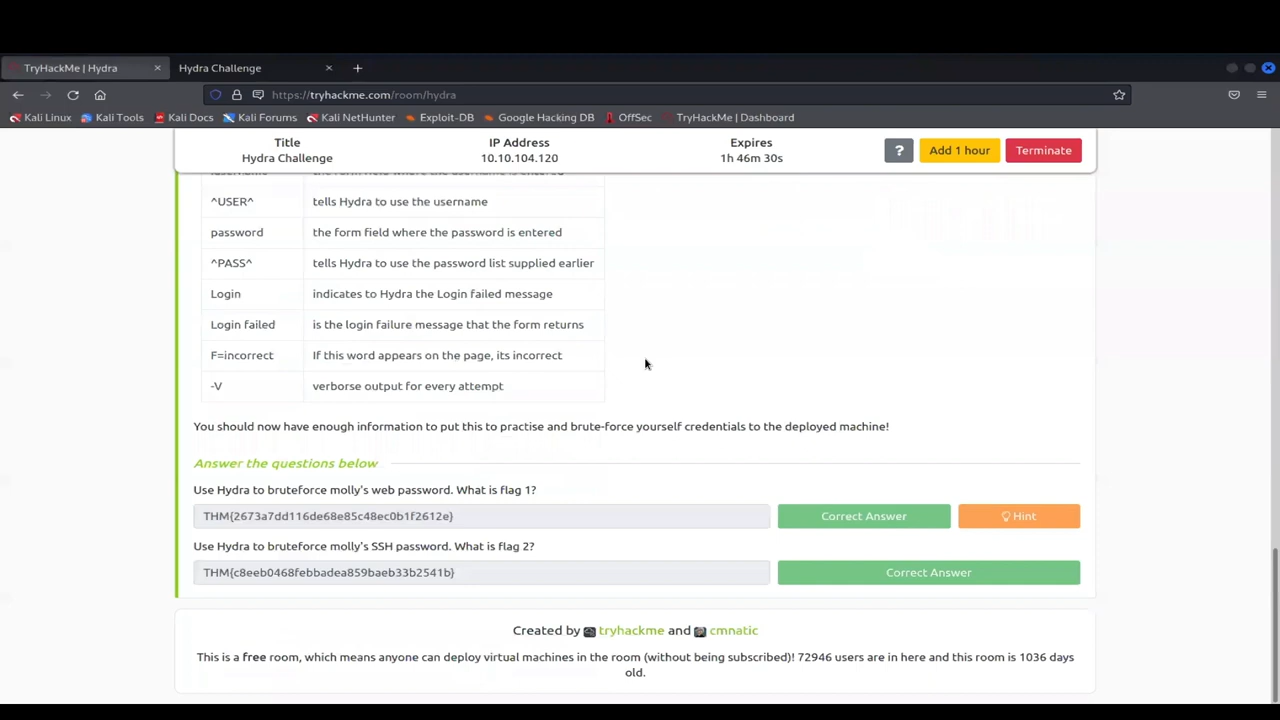 TryHackMe | Hydra
Hydra Challenge
https://tryhackme.com/room/hydra
Kali Linux Kali Tools Kali Docs Kali Forums Kali NetHunter Exploit-DB Google Hacking DB OffSec TryHackMe | Dashboard
Title IP Address Expires
Hydra Challenge 10.10.104.120 1h 46m 30s
? Add 1 hour Terminate
^USER^ tells Hydra to use the username
password the form field where the password is entered
^PASS^ tells Hydra to use the password list supplied earlier
Login indicates to Hydra the Login failed message
Login failed is the login failure message that the form returns
F=incorrect If this word appears on the page, its incorrect
-V verborse output for every attempt
You should now have enough information to put this to practise and brute-force yourself credentials to the deployed machine!
Answer the questions below
Use Hydra to bruteforce molly's web password. What is flag 1?
THM{2673a7dd116de68e85c48ec0b1f2612e} Correct Answer Hint
Use Hydra to bruteforce molly's SSH password. What is flag 2?
THM{c8eeb0468febbadea859baeb33b2541b} Correct Answer
Created by tryhackme and cmnatic
This is a free room, which means anyone can deploy virtual machines in the room (without being subscribed)! 72946 users are in here and this room is 1036 days
old.